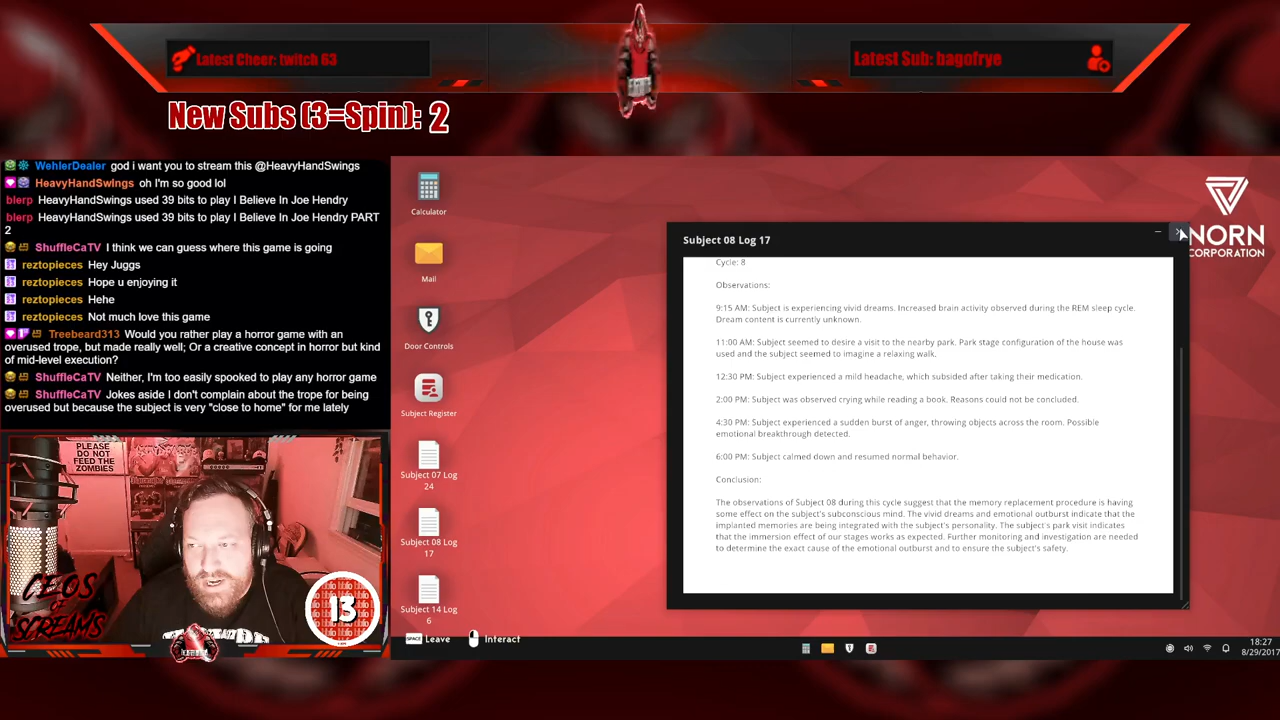 Latest Cheer: twitch 63
Latest Sub: bagofrye
New Subs (3=Spin): 2
WehlerDealer god i want you to stream this @HeavyHandSwings
HeavyHandSwings oh I'm so good lol
blerp HeavyHandSwings used 39 bits to play I Believe In Joe Hendry
blerp HeavyHandSwings used 39 bits to play I Believe In Joe Hendry PART
2
ShuffleCaTV I think we can guess where this game is going
reztopieces Hey Juggs
reztopieces Hope u enjoying it
reztopieces Hehe
reztopieces Not much love this game
Treebeard313 Would you rather play a horror game with an
overused trope, but made really well; Or a creative concept in horror but kind
of mid-level execution?
ShuffleCaTV Neither, I'm too easily spooked to play any horror game
ShuffleCaTV Jokes aside I don't complain about the trope for being
overused but because the subject is very "close to home" for me lately
PLEASE
DO NOT
FEED THE
ZOMBIES
CEOS
OF
SCREAMS
13
Calculator
Mail
Door Controls
Subject Register
Subject 07 Log
24
Subject 08 Log
17
Subject 14 Log
6
SPACE Leave
Interact
Subject 08 Log 17
Cycle: 8
Observations:
9:15 AM: Subject is experiencing vivid dreams. Increased brain activity observed during the REM sleep cycle.
Dream content is currently unknown.
11:00 AM: Subject seemed to desire a visit to the nearby park. Park stage configuration of the house was
used and the subject seemed to imagine a relaxing walk.
12:30 PM: Subject experienced a mild headache, which subsided after taking their medication.
2:00 PM: Subject was observed crying while reading a book. Reasons could not be concluded.
4:30 PM: Subject experienced a sudden burst of anger, throwing objects across the room. Possible
emotional breakthrough detected.
6:00 PM: Subject calmed down and resumed normal behavior.
Conclusion:
The observations of Subject 08 during this cycle suggest that the memory replacement procedure is having
some effect on the subject's subconscious mind. The vivid dreams and emotional outburst indicate that the
implanted memories are being integrated with the subject's personality. The subject's park visit indicates
that the immersion effect of our stages works as expected. Further monitoring and investigation are needed
to determine the exact cause of the emotional outburst and to ensure the subject's safety.
NORN
CORPORATION
18:27
8/29/2017